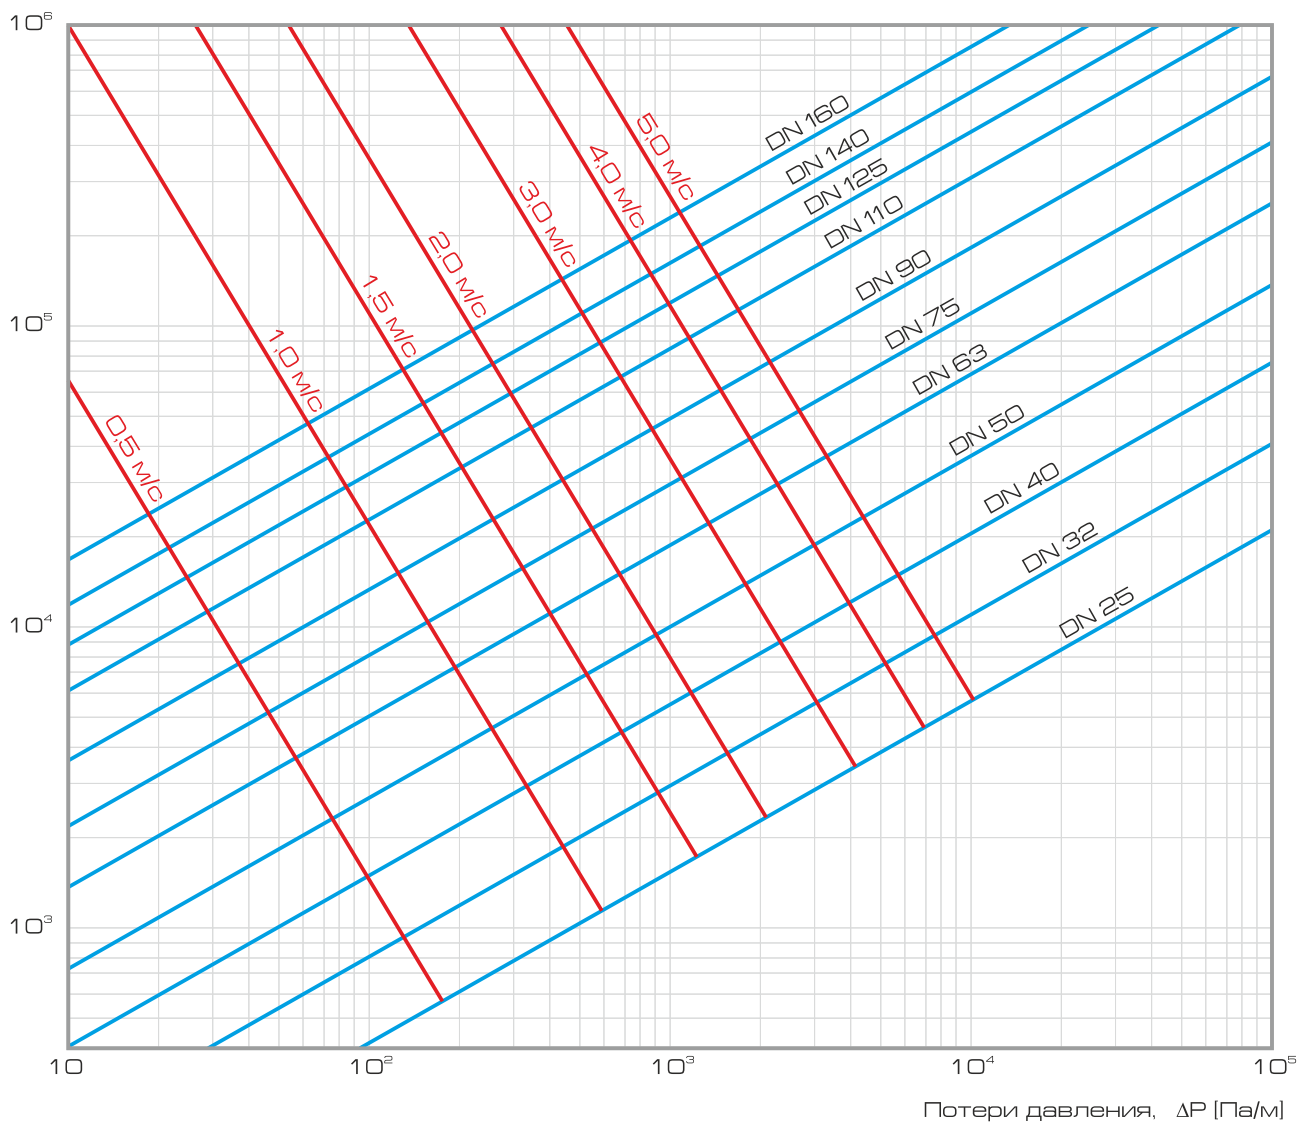 10⁶
DN 160
5,0 м/с
DN 140
4,0 м/с
DN 125
3,0 м/с
DN 110
2,0 м/с
DN 90
1,5 м/с
DN 75
10⁵
1,0 м/с
DN 63
DN 50
0,5 м/с
DN 40
DN 32
DN 25
10⁴
10³
10 10² 10³ 10⁴ 10⁵
Потери давления, ΔP [Па/м]